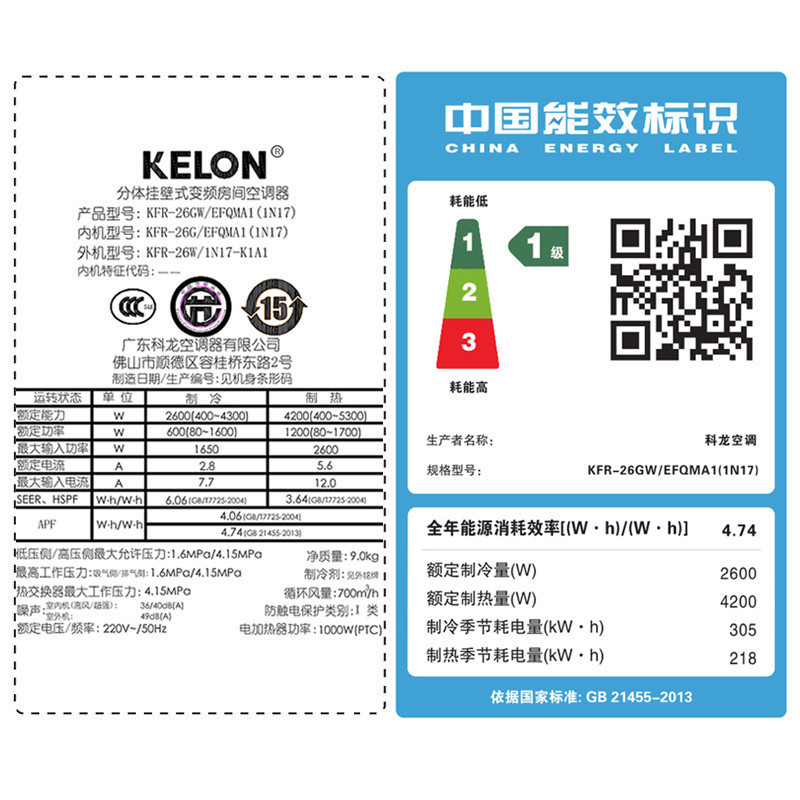 KELON®
分体挂壁式变频房间空调器
产品型号: KFR-26GW/EFQMA1(1N17)
内机型号: KFR-26G/EFQMA1(1N17)
外机型号: KFR-26W/1N17-K1A1
内机特征代码: ——
CCC S&E 15
广东科龙空调器有限公司
佛山市顺德区容桂桥东路2号
制造日期/生产编号: 见机身条形码
运转状态 单 位 制 冷 制 热
额定能力 W 2600(400~4300) 4200(400~5300)
额定功率 W 600(80~1600) 1200(80~1700)
最大输入功率 W 1650 2600
额定电流 A 2.8 5.6
最大输入电流 A 7.7 12.0
SEER、HSPF W·h/W·h 6.06 (GB/T7725-2004) 3.64 (GB/T7725-2004)
APF W·h/W·h 4.06 (GB/T7725-2004)
4.74 (GB 21455-2013)
低压侧/高压侧最大允许压力: 1.6MPa/4.15MPa 净质量: 9.0kg
最高工作压力: 吸气侧/排气侧: 1.6MPa/4.15MPa 制冷剂: 见外铭牌
热交换器最大工作压力: 4.15MPa 循环风量: 700m³/h
噪声: 室内机(高风/超强): 36/40dB(A) 防触电保护类别: I 类
室外机: 49dB(A)
额定电压/频率: 220V~/50Hz 电加热器功率: 1000W(PTC)
中国能效标识
CHINA ENERGY LABEL
耗能低
1 1级
2
3
耗能高
生产者名称: 科龙空调
规格型号: KFR-26GW/EFQMA1(1N17)
全年能源消耗效率[(W·h)/(W·h)] 4.74
额定制冷量(W) 2600
额定制热量(W) 4200
制冷季节耗电量(kW·h) 305
制热季节耗电量(kW·h) 218
依据国家标准: GB 21455-2013